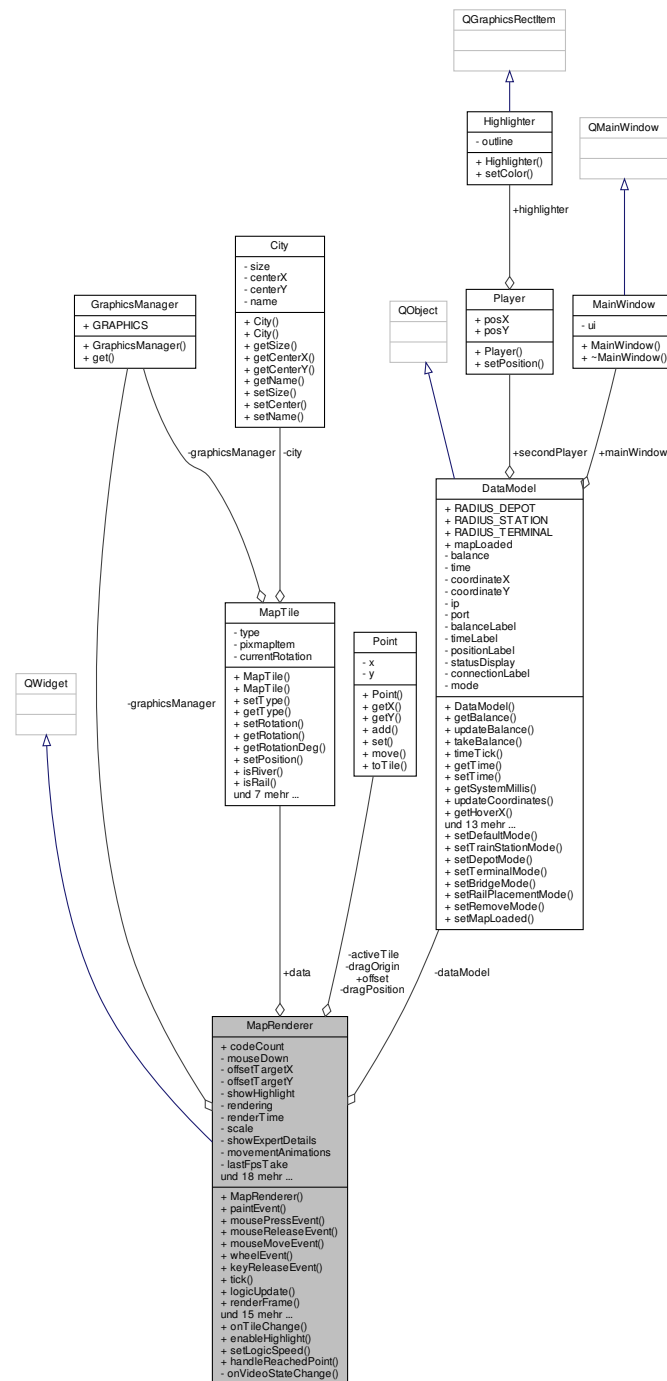 QGraphicsRectItem
Highlighter
- outline
+ Highlighter()
+ setColor()
QMainWindow
+highlighter
City
- size
- centerX
- centerY
- name
+ City()
+ City()
+ getSize()
+ getCenterX()
+ getCenterY()
+ getName()
+ setSize()
+ setCenter()
+ setName()
GraphicsManager
+ GRAPHICS
+ GraphicsManager()
+ get()
QObject
Player
+ posX
+ posY
+ Player()
+ setPosition()
MainWindow
- ui
+ MainWindow()
+ ~MainWindow()
-graphicsManager
-city
+secondPlayer
+mainWindow
DataModel
+ RADIUS_DEPOT
+ RADIUS_STATION
+ RADIUS_TERMINAL
+ mapLoaded
- balance
- time
- coordinateX
- coordinateY
- ip
- port
- balanceLabel
- timeLabel
- positionLabel
- statusDisplay
- connectionLabel
- mode
+ DataModel()
+ getBalance()
+ updateBalance()
+ takeBalance()
+ timeTick()
+ getTime()
+ setTime()
+ getSystemMillis()
+ updateCoordinates()
+ getHoverX()
und 13 mehr ...
+ setDefaultMode()
+ setTrainStationMode()
+ setDepotMode()
+ setTerminalMode()
+ setBridgeMode()
+ setRailPlacementMode()
+ setRemoveMode()
+ setMapLoaded()
MapTile
- type
- pixmapItem
- currentRotation
+ MapTile()
+ MapTile()
+ setType()
+ getType()
+ setRotation()
+ getRotation()
+ getRotationDeg()
+ setPosition()
+ isRiver()
+ isRail()
und 7 mehr ...
Point
- x
- y
+ Point()
+ getX()
+ getY()
+ add()
+ set()
+ move()
+ toTile()
QWidget
-graphicsManager
+data
-activeTile
-dragOrigin
+offset
-dragPosition
-dataModel
MapRenderer
+ codeCount
- mouseDown
- offsetTargetX
- offsetTargetY
- showHighlight
- rendering
- renderTime
- scale
- showExpertDetails
- movementAnimations
- lastFpsTake
und 18 mehr ...
+ MapRenderer()
+ paintEvent()
+ mousePressEvent()
+ mouseReleaseEvent()
+ mouseMoveEvent()
+ wheelEvent()
+ keyReleaseEvent()
+ tick()
+ logicUpdate()
+ renderFrame()
und 15 mehr ...
+ onTileChange()
+ enableHighlight()
+ setLogicSpeed()
+ handleReachedPoint()
- onVideoStateChange()